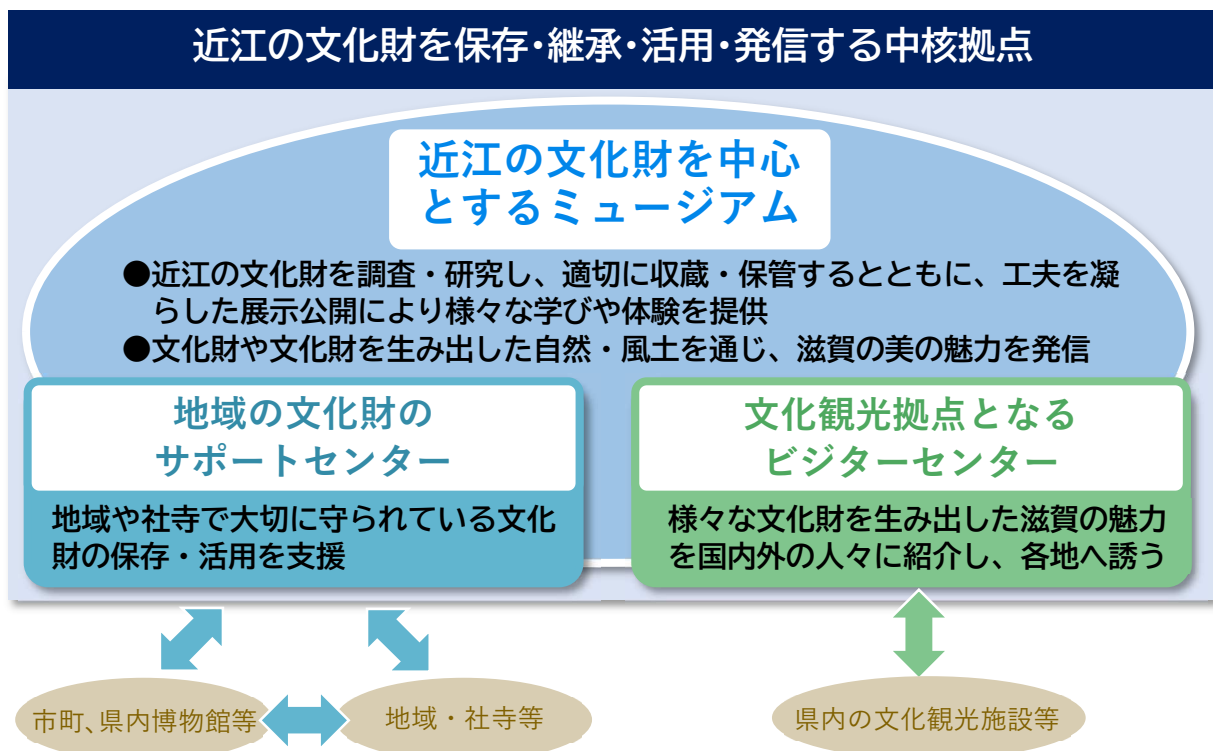 近江の文化財を保存・継承・活用・発信する中核拠点
近江の文化財を中心
とするミュージアム
●近江の文化財を調査・研究し、適切に収蔵・保管するとともに、工夫を凝
らした展示公開により様々な学びや体験を提供
●文化財や文化財を生み出した自然・風土を通じ、滋賀の美の魅力を発信
地域の文化財の
サポートセンター
地域や社寺で大切に守られている文化
財の保存・活用を支援
文化観光拠点となる
ビジターセンター
様々な文化財を生み出した滋賀の魅力
を国内外の人々に紹介し、各地へ誘う
市町、県内博物館等
地域・社寺等
県内の文化観光施設等